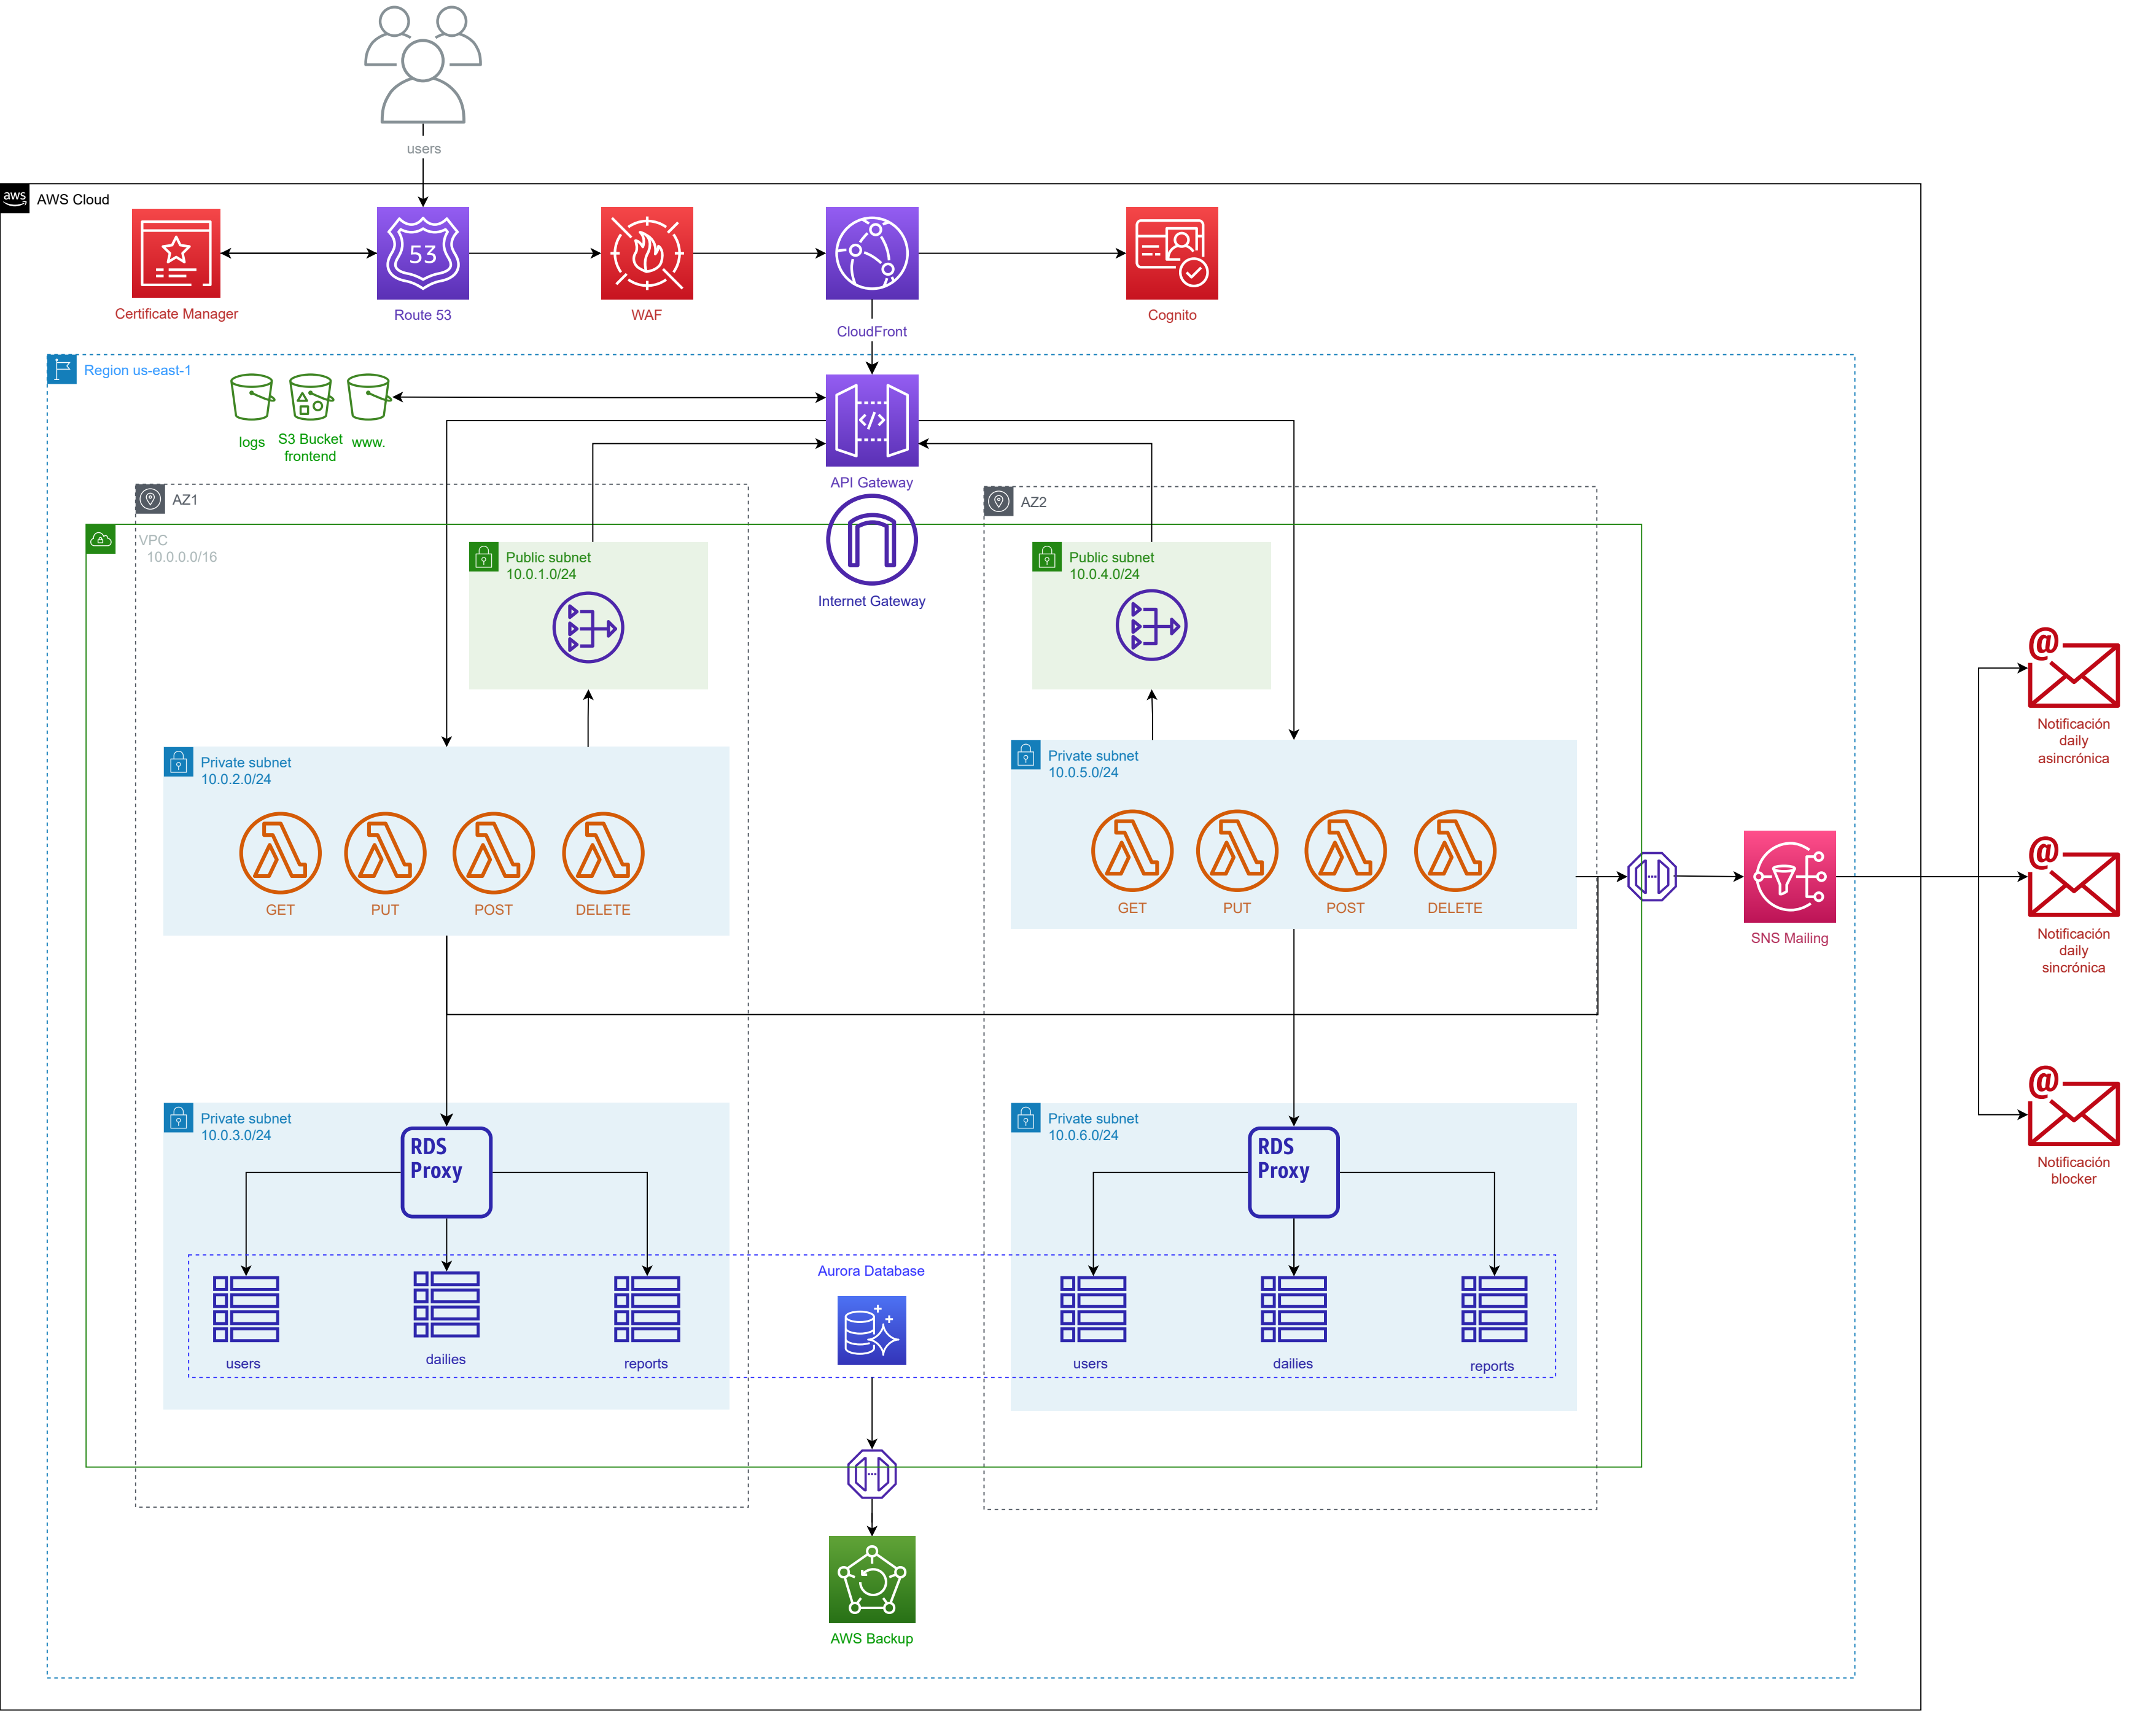 users
aws
AWS Cloud
53
Certificate Manager
Route 53
WAF
CloudFront
Cognito
Region us-east-1
logs
S3 Bucket
frontend
www.
</>
API Gateway
AZ1
AZ2
VPC
10.0.0.0/16
Public subnet
10.0.1.0/24
Internet Gateway
Public subnet
10.0.4.0/24
Private subnet
10.0.2.0/24
GET
PUT
POST
DELETE
Private subnet
10.0.5.0/24
GET
PUT
POST
DELETE
SNS Mailing
@
Notificación
daily
asincrónica
@
Notificación
daily
sincrónica
@
Notificación
blocker
Private subnet
10.0.3.0/24
RDS
Proxy
users
dailies
reports
Aurora Database
Private subnet
10.0.6.0/24
RDS
Proxy
users
dailies
reports
AWS Backup